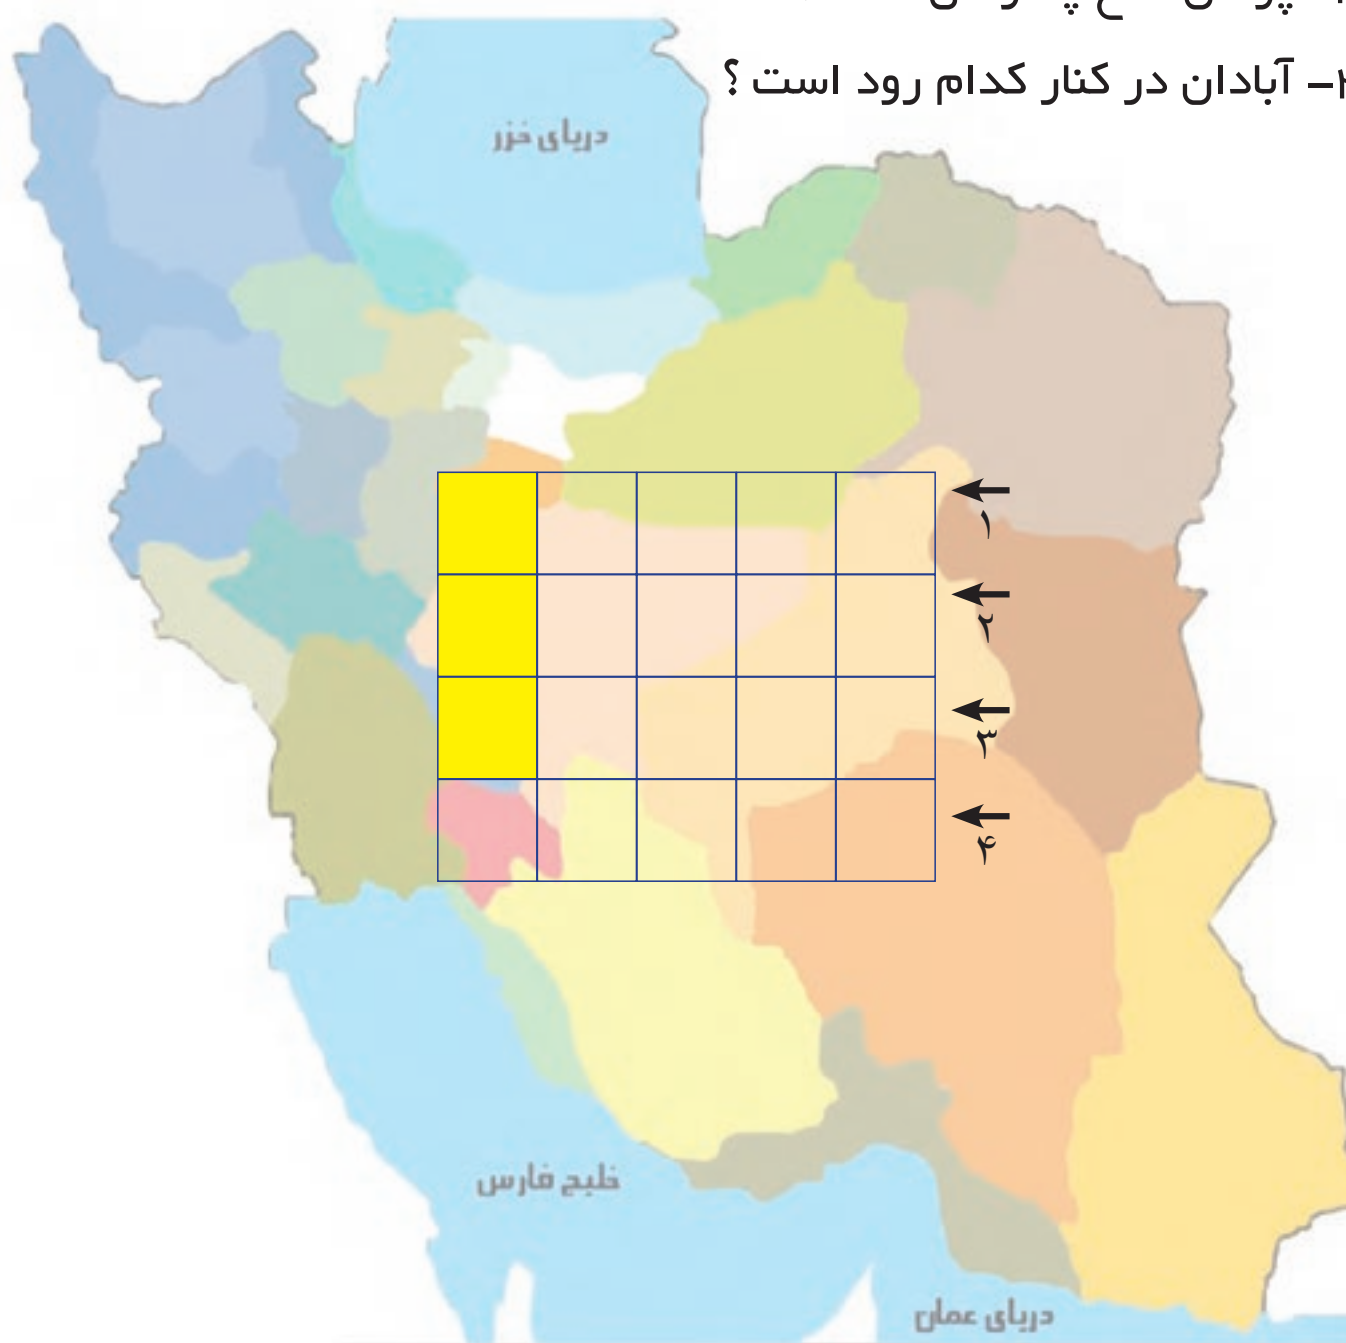 ۲– آبادان در کنار کدام رود است ؟
دریای خزر
۱
۲
۳
۴
خلیج فارس
دریای عمان